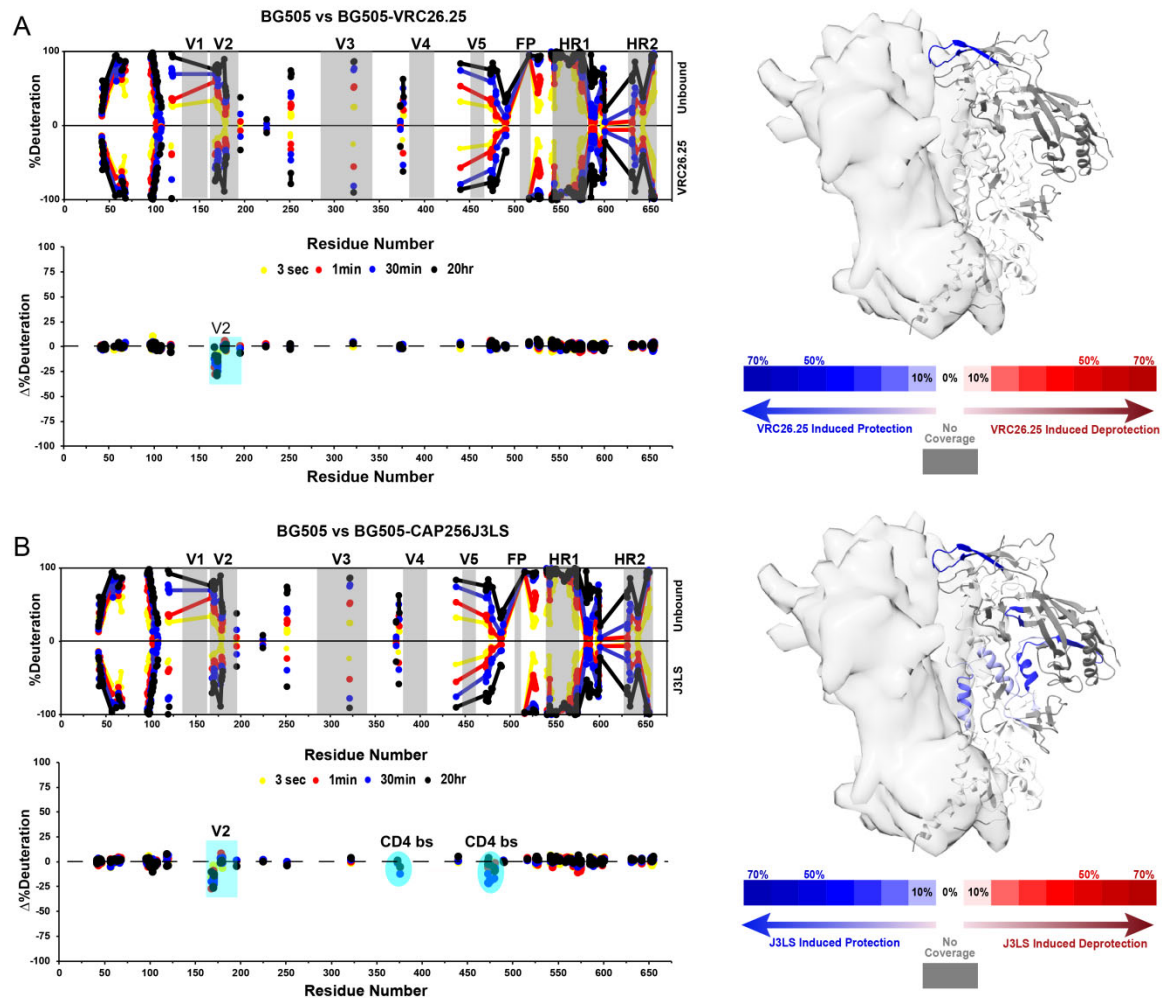 A
BG505 vs BG505-VRC26.25
V1 V2 V3 V4 V5 FP HR1 HR2
100
50
0
50
-100
%Deuteration
Unbound
VRC26.25
0 50 100 150 200 250 300 350 400 450 500 550 600 650
Residue Number
3 sec 1min 30min 20hr
100
75
50
25
0
-25
-50
-75
-100
Δ%Deuteration
V2
0 50 100 150 200 250 300 350 400 450 500 550 600 650
Residue Number
70% 50% 10% 0% 10% 50% 70%
VRC26.25 Induced Protection
No
Coverage
VRC26.25 Induced Deprotection
B
BG505 vs BG505-CAP256J3LS
V1 V2 V3 V4 V5 FP HR1 HR2
100
50
0
50
-100
%Deuteration
Unbound
J3LS
0 50 100 150 200 250 300 350 400 450 500 550 600 650
Residue Number
3 sec 1min 30min 20hr
100
75
50
25
0
-25
-50
-75
-100
Δ%Deuteration
V2
CD4 bs CD4 bs
0 50 100 150 200 250 300 350 400 450 500 550 600 650
Residue Number
70% 50% 10% 0% 10% 50% 70%
J3LS Induced Protection
No
Coverage
J3LS Induced Deprotection